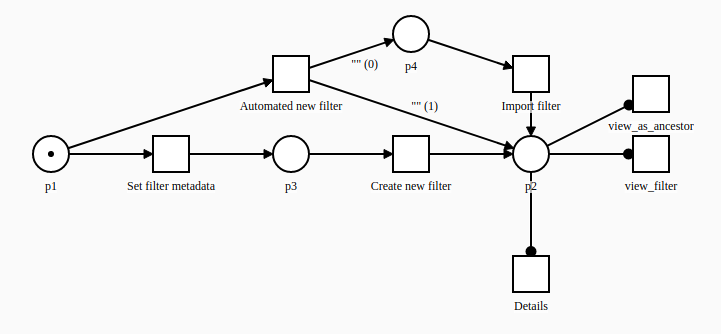 "" (0)
p4
Automated new filter
"" (1)
Import filter
view_as_ancestor
p1
Set filter metadata
p3
Create new filter
p2
view_filter
Details